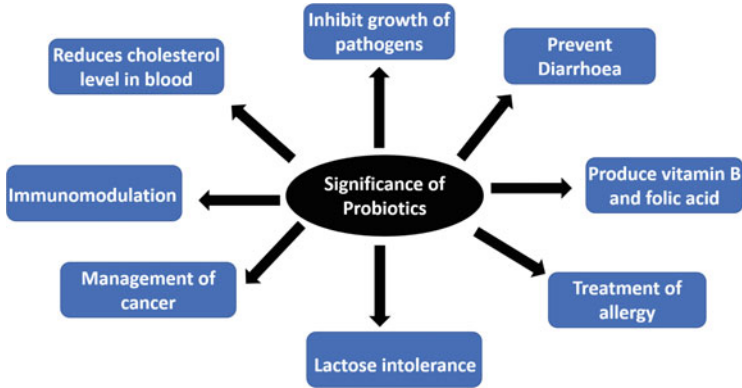 Inhibit growth of
pathogens
Reduces cholesterol
level in blood
Prevent
Diarrhoea
Significance of
Probiotics
Immunomodulation
Produce vitamin B
and folic acid
Management of
cancer
Treatment of
allergy
Lactose intolerance